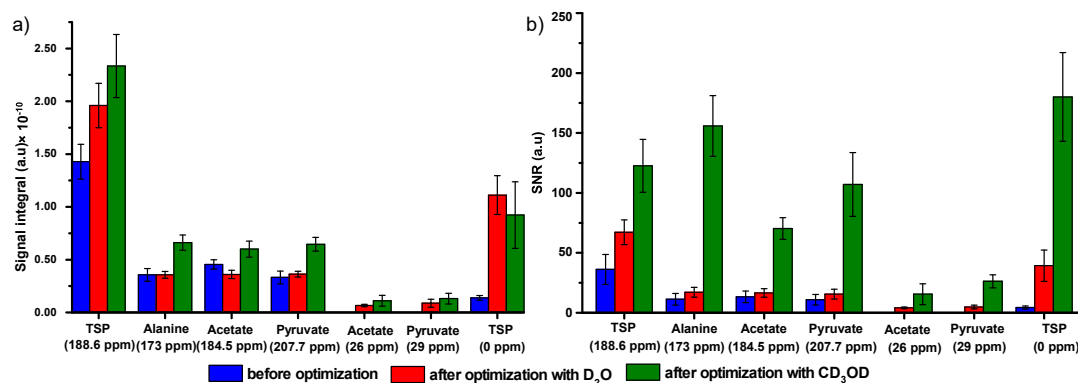 a)
Signal integral (a.u)× 10⁻¹⁰
2.50
2.00
1.50
1.00
0.50
0.00
TSP Alanine Acetate Pyruvate Acetate Pyruvate TSP
(188.6 ppm) (173 ppm) (184.5 ppm) (207.7 ppm) (26 ppm) (29 ppm) (0 ppm)
b)
SNR (a.u)
250
200
150
100
50
0
TSP Alanine Acetate Pyruvate Acetate Pyruvate TSP
(188.6 ppm) (173 ppm) (184.5 ppm) (207.7 ppm) (26 ppm) (29 ppm) (0 ppm)
before optimization after optimization with D₂O after optimization with CD₃OD